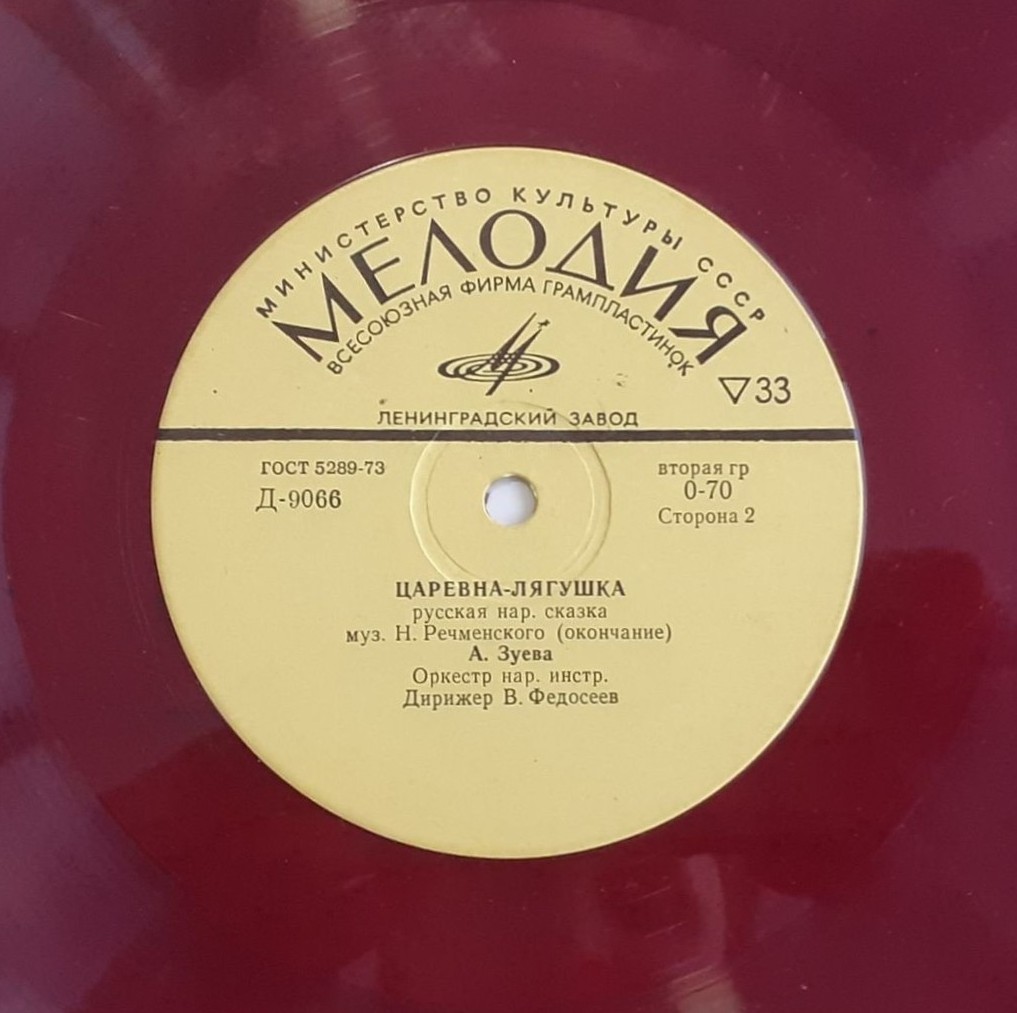 МИНИСТЕРСТВО КУЛЬТУРЫ СССР
МЕЛОДИЯ
ВСЕСОЮЗНАЯ ФИРМА ГРАМПЛАСТИНОК
▽33
ЛЕНИНГРАДСКИЙ ЗАВОД
ГОСТ 5289-73
Д-9066
вторая гр
0-70
Сторона 2
ЦАРЕВНА-ЛЯГУШКА
русская нар. сказка
муз. Н. Речменского (окончание)
А. Зуева
Оркестр нар. инстр.
Дирижер В. Федосеев